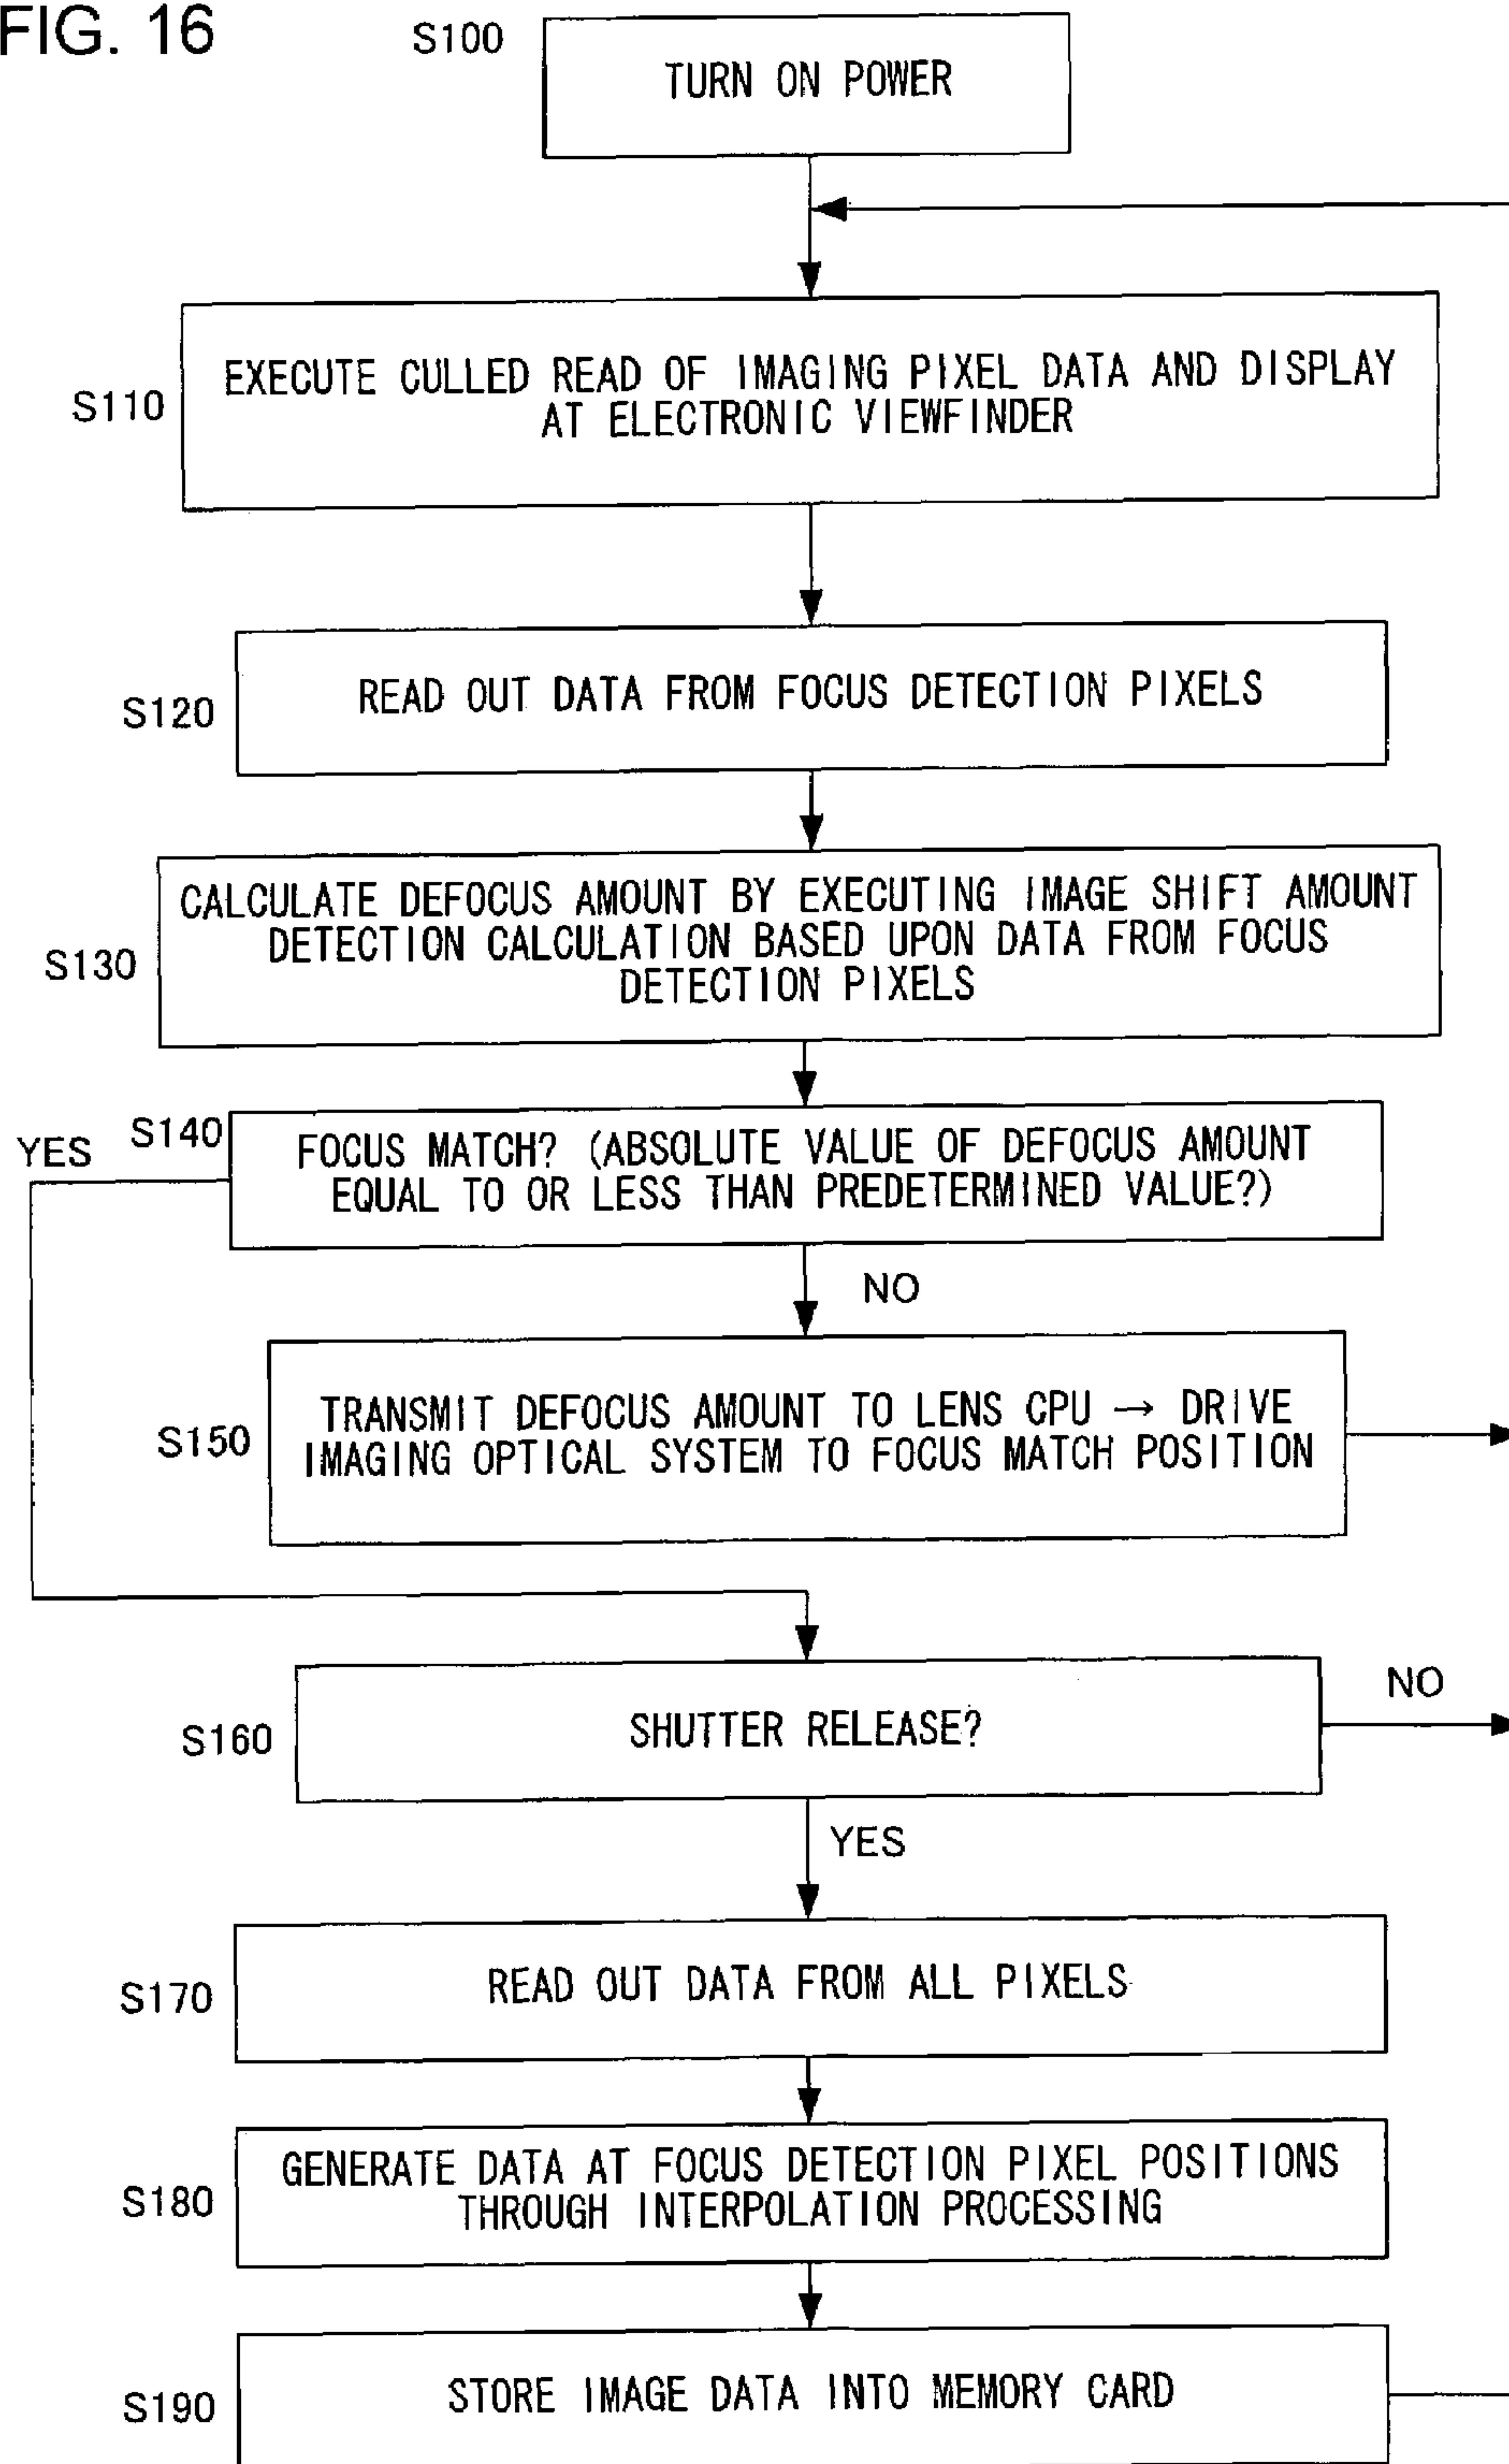 FIG. 16
S100
TURN ON POWER
S110
EXECUTE CULLED READ OF IMAGING PIXEL DATA AND DISPLAY
AT ELECTRONIC VIEWFINDER
S120
READ OUT DATA FROM FOCUS DETECTION PIXELS
S130
CALCULATE DEFOCUS AMOUNT BY EXECUTING IMAGE SHIFT AMOUNT
DETECTION CALCULATION BASED UPON DATA FROM FOCUS
DETECTION PIXELS
YES
S140
FOCUS MATCH? (ABSOLUTE VALUE OF DEFOCUS AMOUNT
EQUAL TO OR LESS THAN PREDETERMINED VALUE?)
NO
S150
TRANSMIT DEFOCUS AMOUNT TO LENS CPU → DRIVE
IMAGING OPTICAL SYSTEM TO FOCUS MATCH POSITION
S160
SHUTTER RELEASE?
NO
YES
S170
READ OUT DATA FROM ALL PIXELS
S180
GENERATE DATA AT FOCUS DETECTION PIXEL POSITIONS
THROUGH INTERPOLATION PROCESSING
S190
STORE IMAGE DATA INTO MEMORY CARD